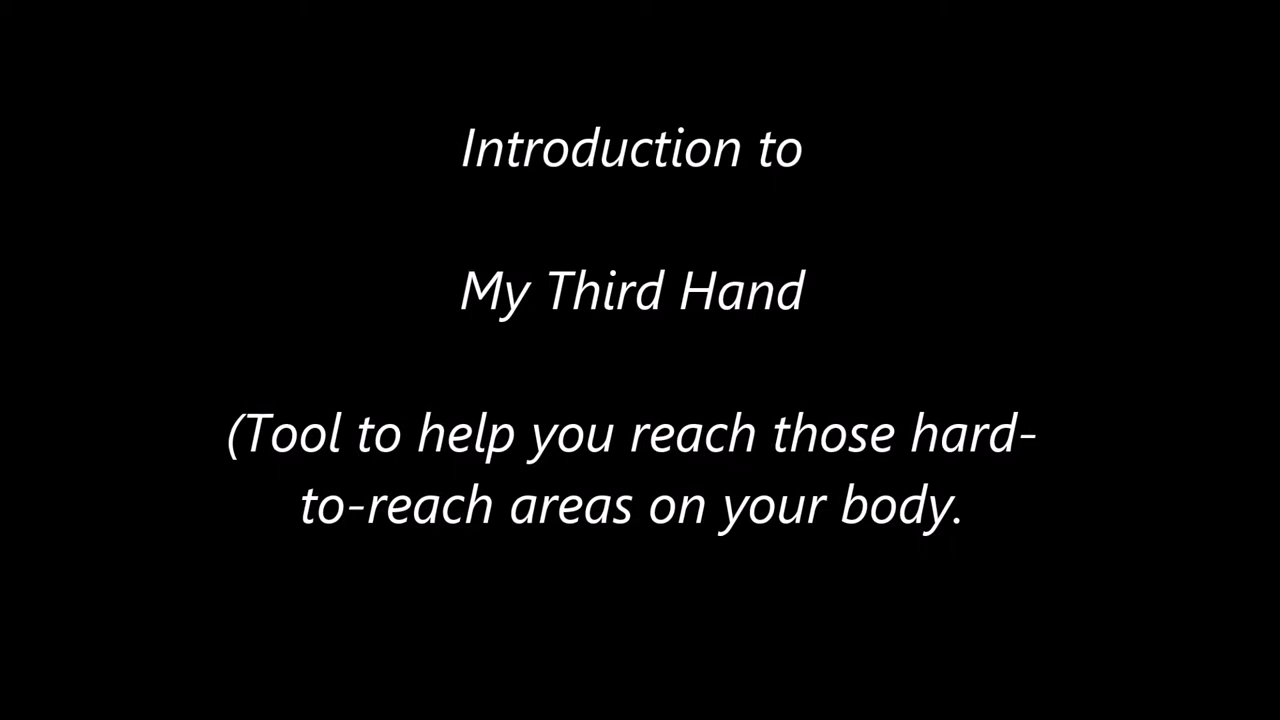 Introduction to
My Third Hand
(Tool to help you reach those hard-
to-reach areas on your body.